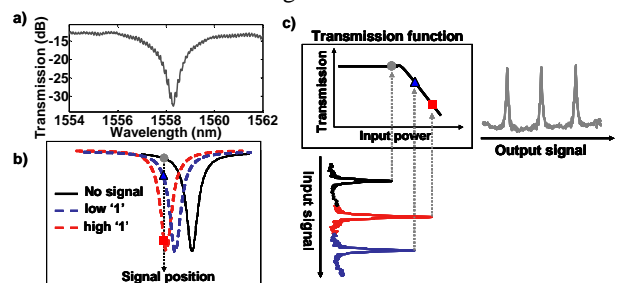 a)
Transmission (dB)
-15
-20
-25
-30
1554 1556 1558 1560 1562
Wavelength (nm)
b)
No signal
low ‘1’
high ‘1’
Signal position
c)
Transmission function
Transmission
Input power
Output signal
Input signal